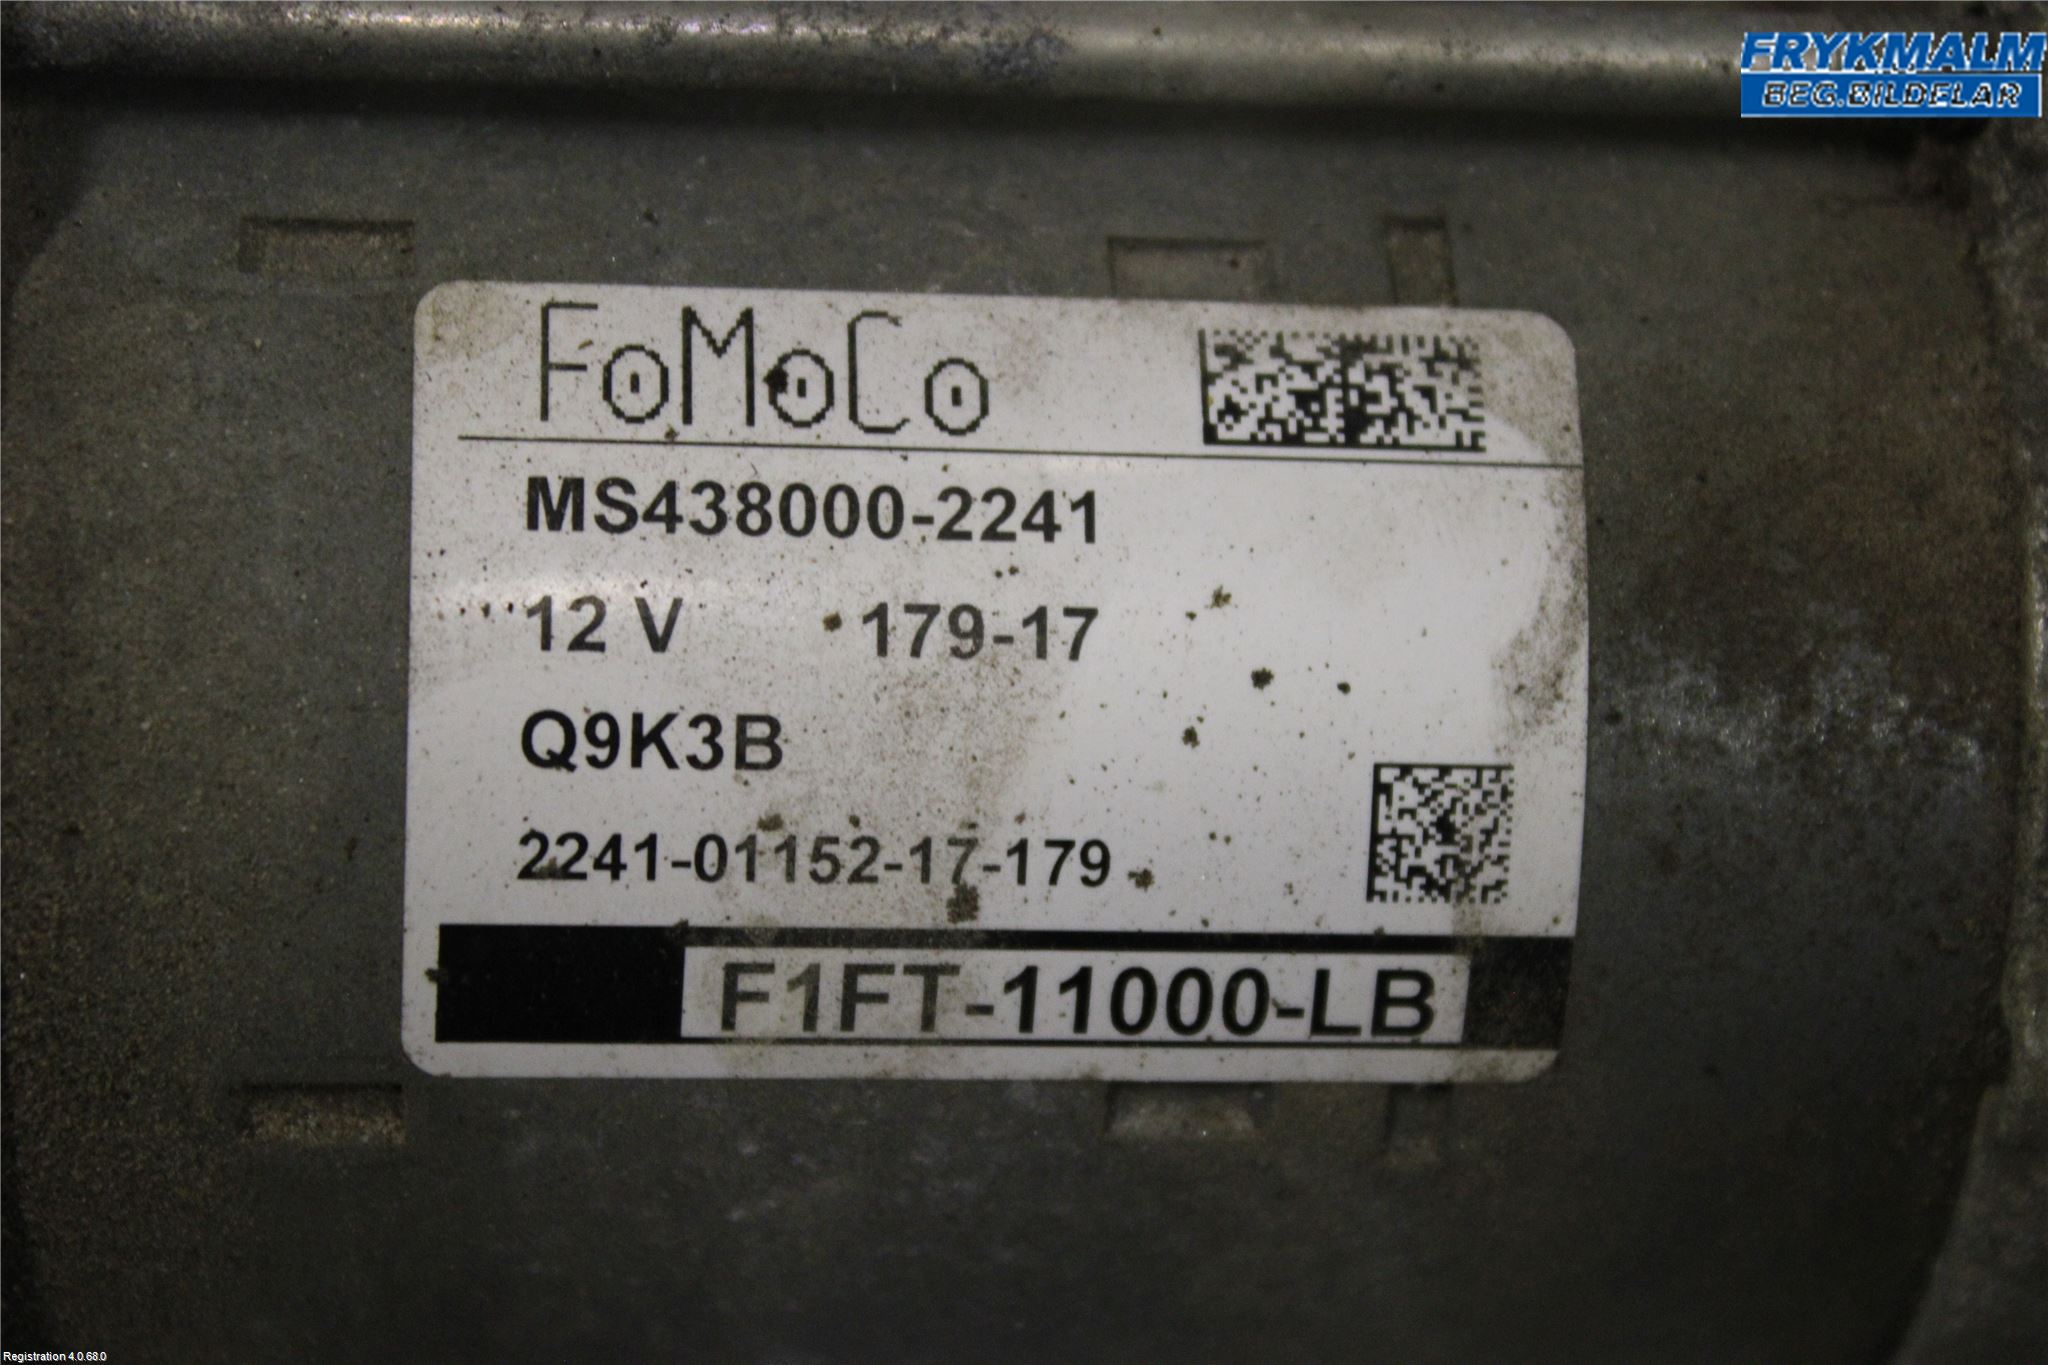 FRYKMALM
BEG.BILDELAR
FoMoCo
MS438000-2241
12 V 179-17
Q9K3B
2241-01152-17-179
F1FT-11000-LB
Registration 4.0.68.0